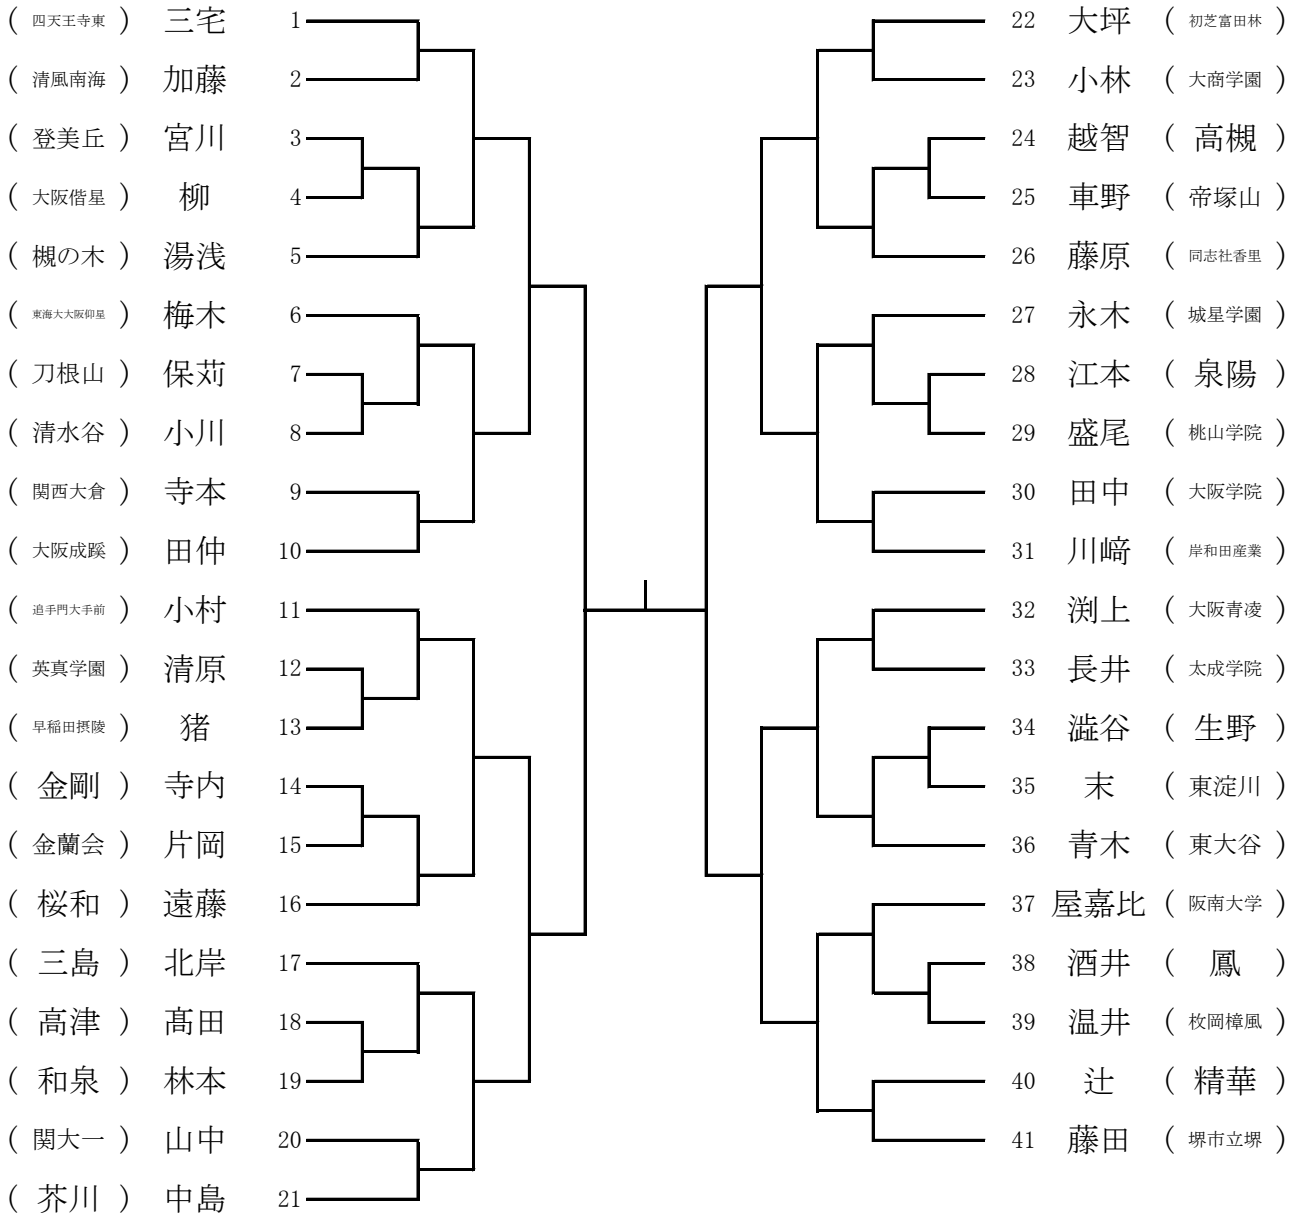 ( 四天王寺東 ) 三宅 1
( 清風南海 ) 加藤 2
( 登美丘 ) 宮川 3
( 大阪偕星 ) 柳 4
( 槻の木 ) 湯浅 5
( 東海大大阪仰星 ) 梅木 6
( 刀根山 ) 保苅 7
( 清水谷 ) 小川 8
( 関西大倉 ) 寺本 9
( 大阪成蹊 ) 田仲 10
( 追手門大手前 ) 小村 11
( 英真学園 ) 清原 12
( 早稲田摂陵 ) 猪 13
( 金剛 ) 寺内 14
( 金蘭会 ) 片岡 15
( 桜和 ) 遠藤 16
( 三島 ) 北岸 17
( 高津 ) 髙田 18
( 和泉 ) 林本 19
( 関大一 ) 山中 20
( 芥川 ) 中島 21
22 大坪 ( 初芝富田林 )
23 小林 ( 大商学園 )
24 越智 ( 高槻 )
25 車野 ( 帝塚山 )
26 藤原 ( 同志社香里 )
27 永木 ( 城星学園 )
28 江本 ( 泉陽 )
29 盛尾 ( 桃山学院 )
30 田中 ( 大阪学院 )
31 川﨑 ( 岸和田産業 )
32 渕上 ( 大阪青凌 )
33 長井 ( 太成学院 )
34 澁谷 ( 生野 )
35 末 ( 東淀川 )
36 青木 ( 東大谷 )
37 屋嘉比 ( 阪南大学 )
38 酒井 ( 鳳 )
39 温井 ( 枚岡樟風 )
40 辻 ( 精華 )
41 藤田 ( 堺市立堺 )